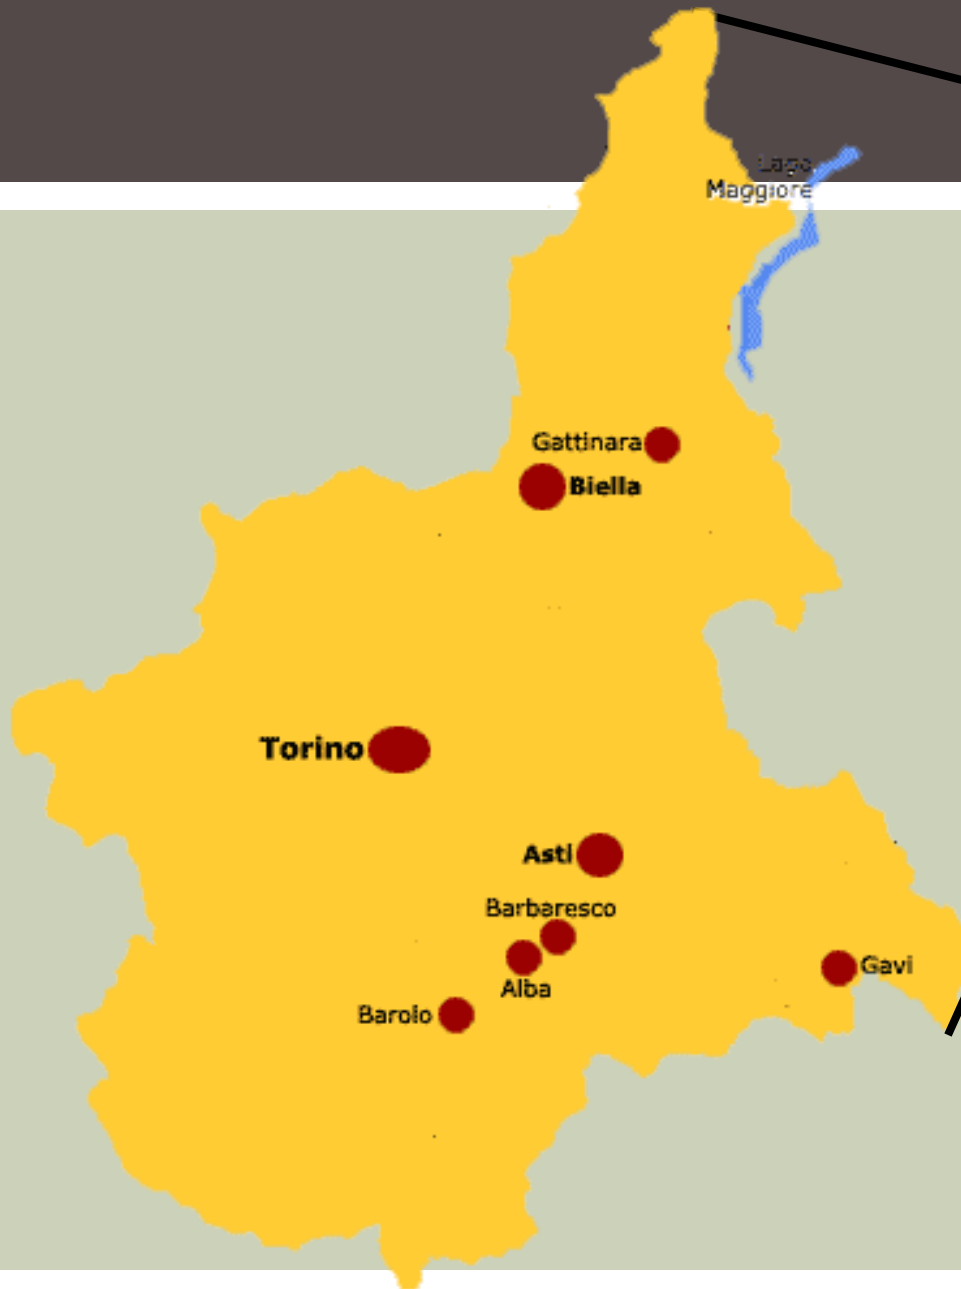 Lago
Maggiore
Gattinara
Biella
Torino
Asti
Barbaresco
Alba
Gavi
Barolo